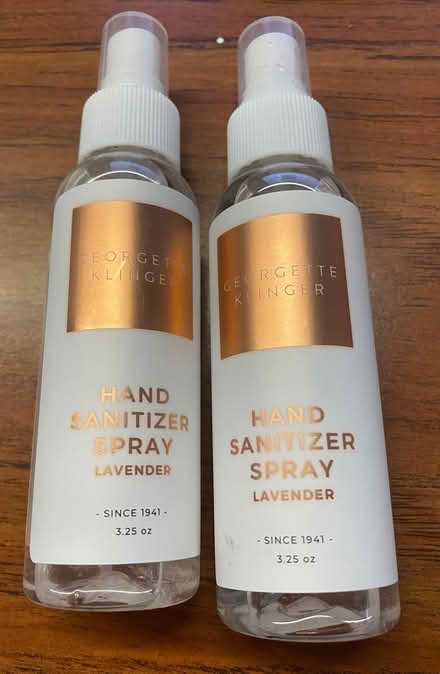 GEORGETTE
KLINGER
HAND
SANITIZER
SPRAY
LAVENDER
- SINCE 1941 -
3.25 oz
GEORGETTE
KLINGER
HAND
SANITIZER
SPRAY
LAVENDER
- SINCE 1941 -
3.25 oz